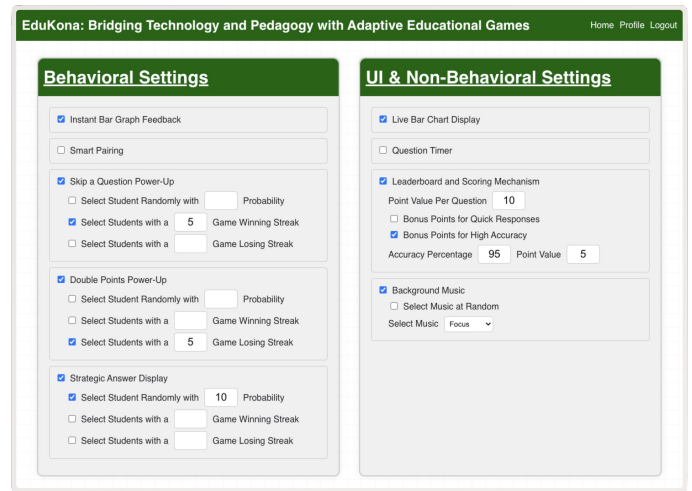 EduKona: Bridging Technology and Pedagogy with Adaptive Educational Games
Home Profile Logout
Behavioral Settings
Instant Bar Graph Feedback
Smart Pairing
Skip a Question Power-Up
Select Student Randomly with Probability
Select Students with a 5 Game Winning Streak
Select Students with a Game Losing Streak
Double Points Power-Up
Select Student Randomly with Probability
Select Students with a Game Winning Streak
Select Students with a 5 Game Losing Streak
Strategic Answer Display
Select Student Randomly with 10 Probability
Select Students with a Game Winning Streak
Select Students with a Game Losing Streak
UI & Non-Behavioral Settings
Live Bar Chart Display
Question Timer
Leaderboard and Scoring Mechanism
Point Value Per Question 10
Bonus Points for Quick Responses
Bonus Points for High Accuracy
Accuracy Percentage 95 Point Value 5
Background Music
Select Music at Random
Select Music Focus